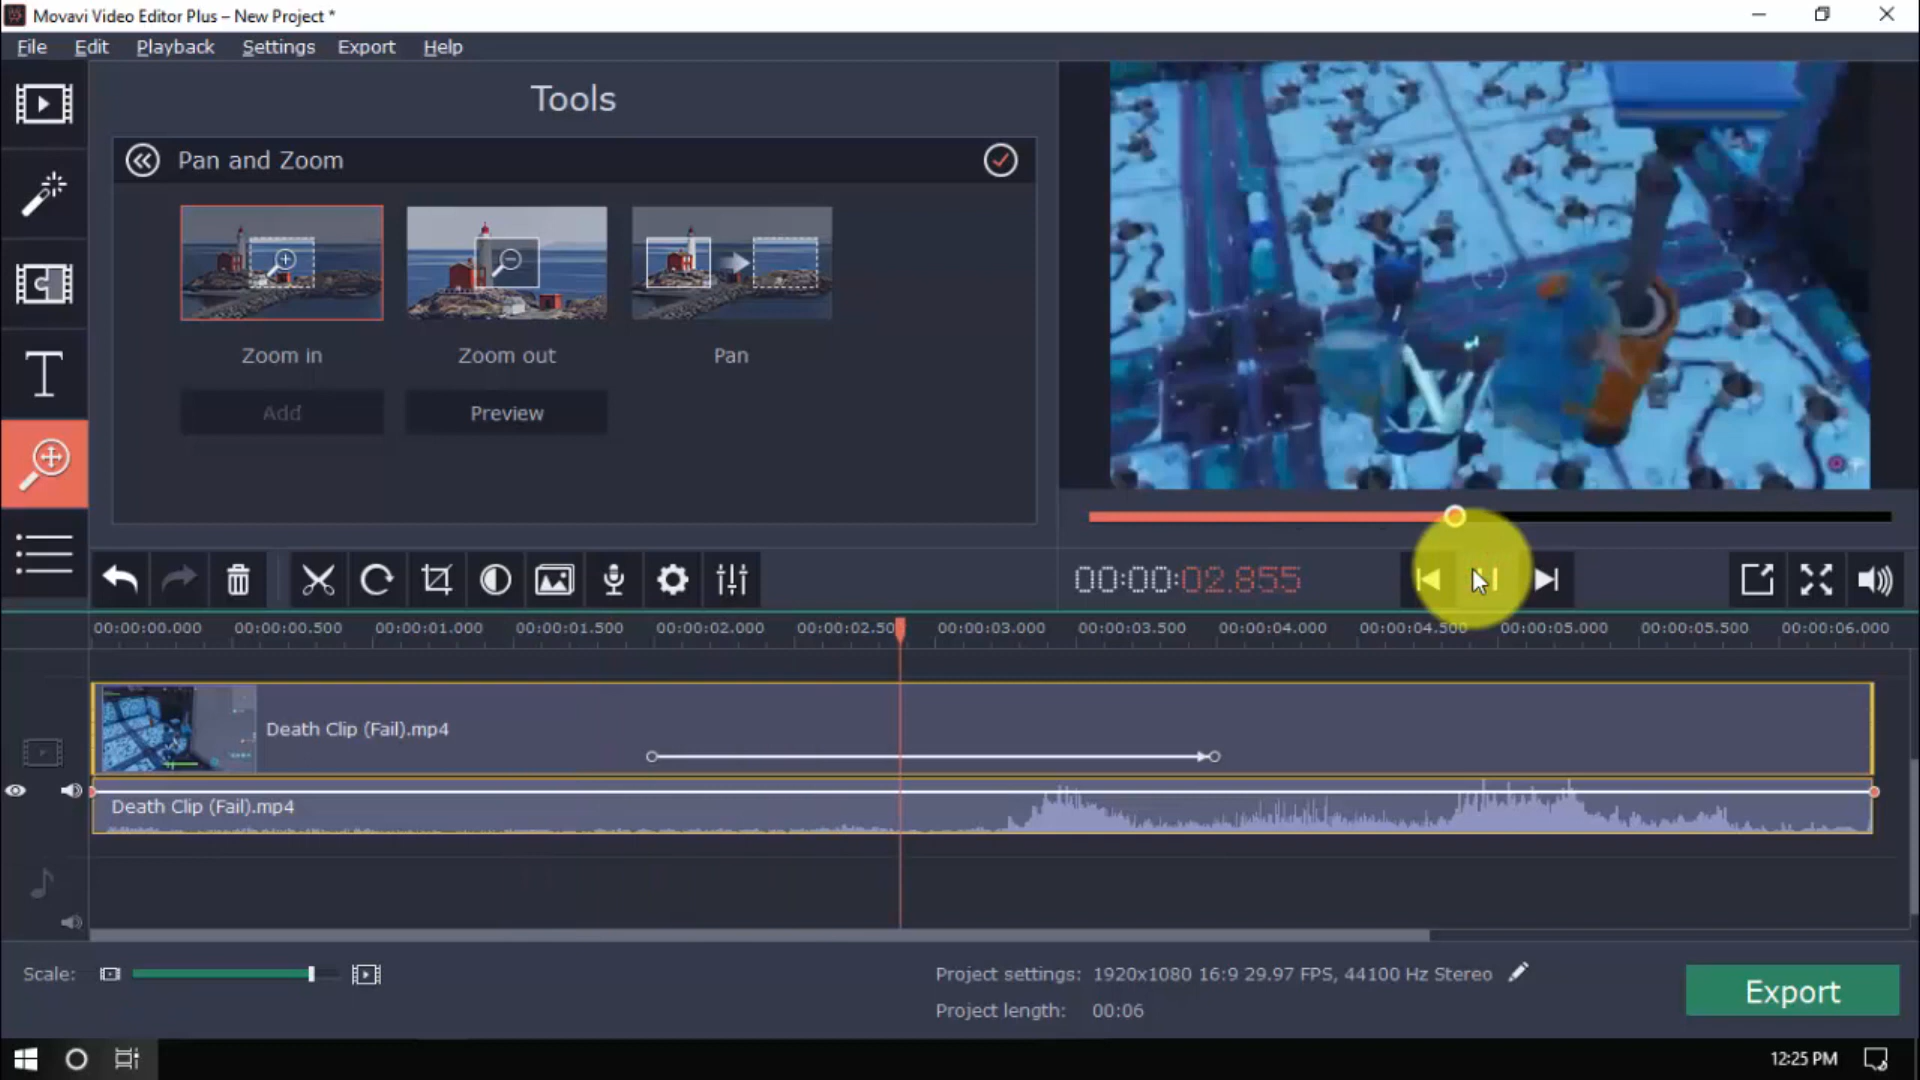 Movavi Video Editor Plus – New Project *
File Edit Playback Settings Export Help
Tools
Pan and Zoom
Zoom in
Zoom out
Pan
Add
Preview
00:00:02.855
00:00:00.000 00:00:00.500 00:00:01.000 00:00:01.500 00:00:02.000 00:00:02.50 00:00:03.000 00:00:03.500 00:00:04.000 00:00:04.500 00:00:05.000 00:00:05.500 00:00:06.000
Death Clip (Fail).mp4
Death Clip (Fail).mp4
Scale:
Project settings: 1920x1080 16:9 29.97 FPS, 44100 Hz Stereo
Project length: 00:06
Export
12:25 PM